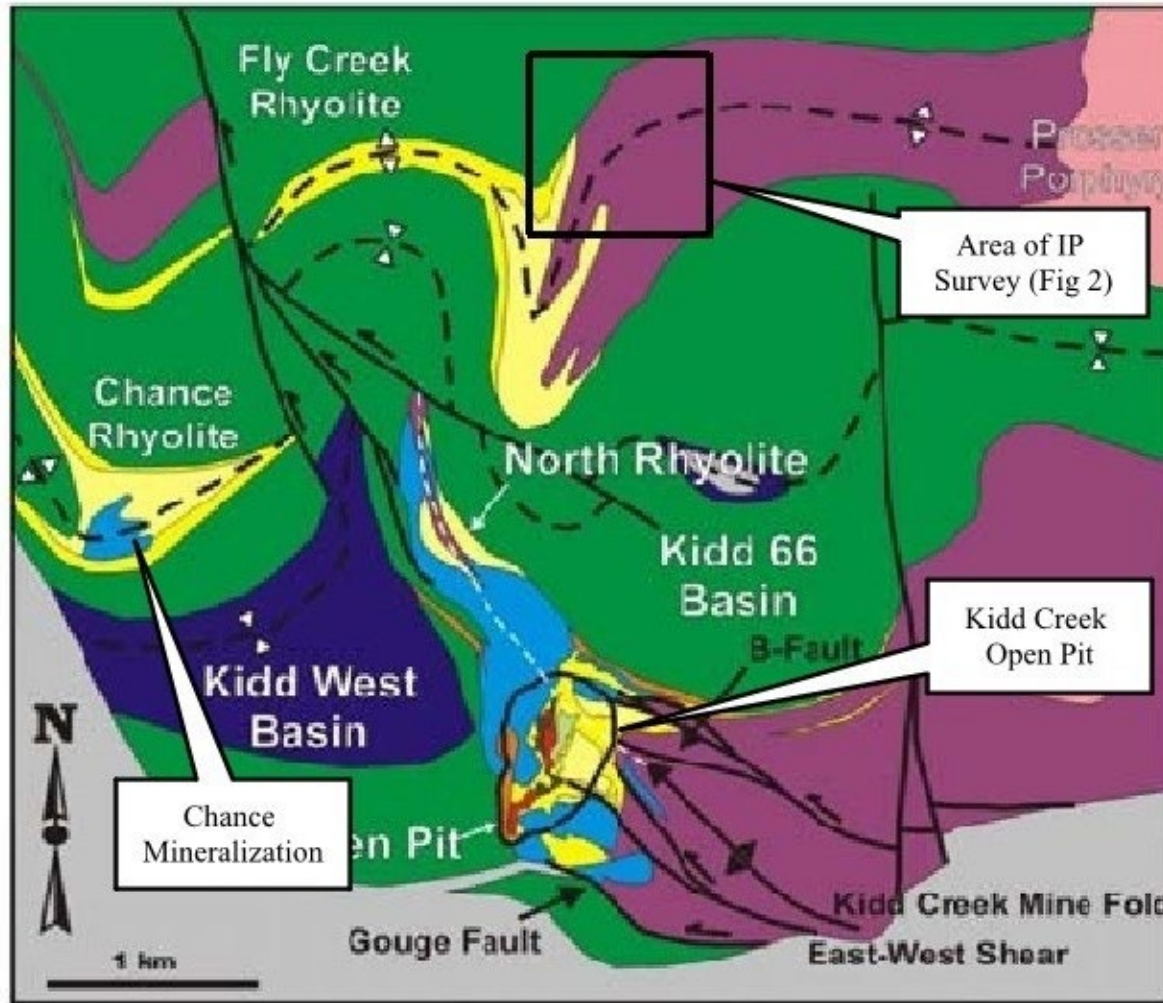 Fly Creek
Rhyolite
Prosser
Porphyry
Area of IP
Survey (Fig 2)
Chance
Rhyolite
North Rhyolite
Kidd 66
Basin
Kidd Creek
Open Pit
B-Fault
Kidd West
Basin
N
Chance
Mineralization
en Pit
Kidd Creek Mine Fold
Gouge Fault
East-West Shear
1 km